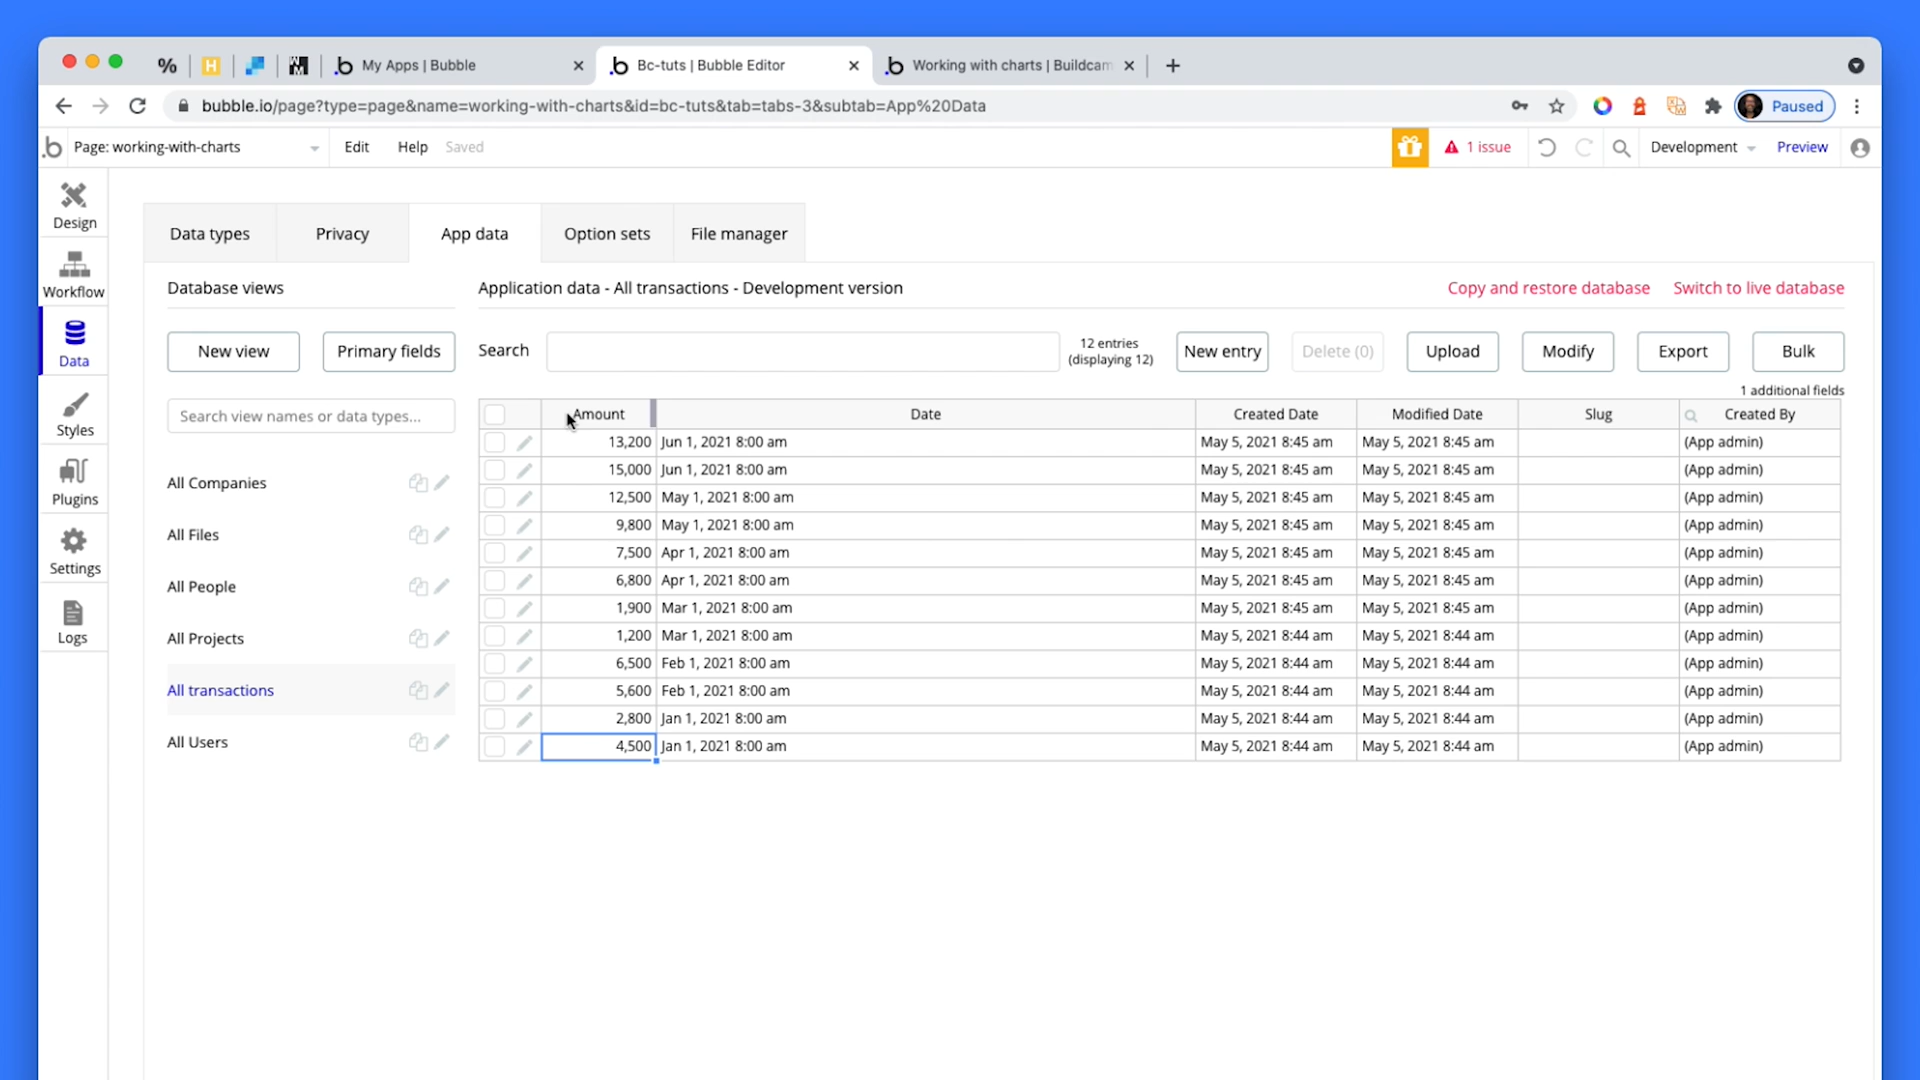 %
H
My Apps | Bubble
Bc-tuts | Bubble Editor
Working with charts | Buildcam
bubble.io/page?type=page&name=working-with-charts&id=bc-tuts&tab=tabs-3&subtab=App%20Data
Paused
Page: working-with-charts
Edit
Help
Saved
1 issue
Development
Preview
Design
Workflow
Data
Styles
Plugins
Settings
Logs
Data types
Privacy
App data
Option sets
File manager
Database views
New view
Primary fields
Search view names or data types...
All Companies
All Files
All People
All Projects
All transactions
All Users
Application data - All transactions - Development version
Copy and restore database
Switch to live database
Search
12 entries
(displaying 12)
New entry
Delete (0)
Upload
Modify
Export
Bulk
1 additional fields
Amount Date Created Date Modified Date Slug Created By
13,200 Jun 1, 2021 8:00 am May 5, 2021 8:45 am May 5, 2021 8:45 am (App admin)
15,000 Jun 1, 2021 8:00 am May 5, 2021 8:45 am May 5, 2021 8:45 am (App admin)
12,500 May 1, 2021 8:00 am May 5, 2021 8:45 am May 5, 2021 8:45 am (App admin)
9,800 May 1, 2021 8:00 am May 5, 2021 8:45 am May 5, 2021 8:45 am (App admin)
7,500 Apr 1, 2021 8:00 am May 5, 2021 8:45 am May 5, 2021 8:45 am (App admin)
6,800 Apr 1, 2021 8:00 am May 5, 2021 8:45 am May 5, 2021 8:45 am (App admin)
1,900 Mar 1, 2021 8:00 am May 5, 2021 8:45 am May 5, 2021 8:45 am (App admin)
1,200 Mar 1, 2021 8:00 am May 5, 2021 8:44 am May 5, 2021 8:44 am (App admin)
6,500 Feb 1, 2021 8:00 am May 5, 2021 8:44 am May 5, 2021 8:44 am (App admin)
5,600 Feb 1, 2021 8:00 am May 5, 2021 8:44 am May 5, 2021 8:44 am (App admin)
2,800 Jan 1, 2021 8:00 am May 5, 2021 8:44 am May 5, 2021 8:44 am (App admin)
4,500 Jan 1, 2021 8:00 am May 5, 2021 8:44 am May 5, 2021 8:44 am (App admin)